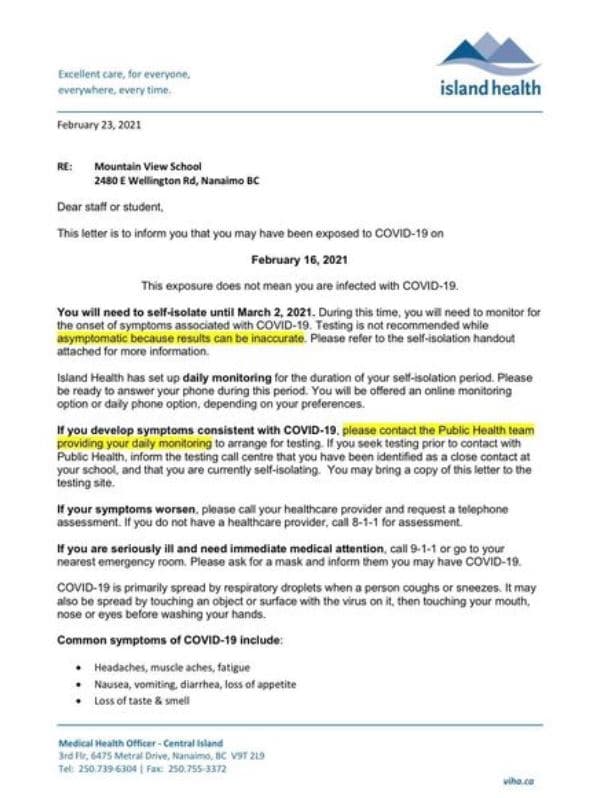 Excellent care, for everyone,
everywhere, every time.
island health
February 23, 2021
RE: Mountain View School
2480 E Wellington Rd, Nanaimo BC
Dear staff or student,
This letter is to inform you that you may have been exposed to COVID-19 on
February 16, 2021
This exposure does not mean you are infected with COVID-19.
You will need to self-isolate until March 2, 2021. During this time, you will need to monitor for
the onset of symptoms associated with COVID-19. Testing is not recommended while
asymptomatic because results can be inaccurate. Please refer to the self-isolation handout
attached for more information.
Island Health has set up daily monitoring for the duration of your self-isolation period. Please
be ready to answer your phone during this period. You will be offered an online monitoring
option or daily phone option, depending on your preferences.
If you develop symptoms consistent with COVID-19, please contact the Public Health team
providing your daily monitoring to arrange for testing. If you seek testing prior to contact with
Public Health, inform the testing call centre that you have been identified as a close contact at
your school, and that you are currently self-isolating. You may bring a copy of this letter to the
testing site.
If your symptoms worsen, please call your healthcare provider and request a telephone
assessment. If you do not have a healthcare provider, call 8-1-1 for assessment.
If you are seriously ill and need immediate medical attention, call 9-1-1 or go to your
nearest emergency room. Please ask for a mask and inform them you may have COVID-19.
COVID-19 is primarily spread by respiratory droplets when a person coughs or sneezes. It may
also be spread by touching an object or surface with the virus on it, then touching your mouth,
nose or eyes before washing your hands.
Common symptoms of COVID-19 include:
• Headaches, muscle aches, fatigue
• Nausea, vomiting, diarrhea, loss of appetite
• Loss of taste & smell
Medical Health Officer - Central Island
3rd Flr, 6475 Metral Drive, Nanaimo, BC V9T 2L9
Tel: 250.739-6304 | Fax: 250.755-3372
viha.ca